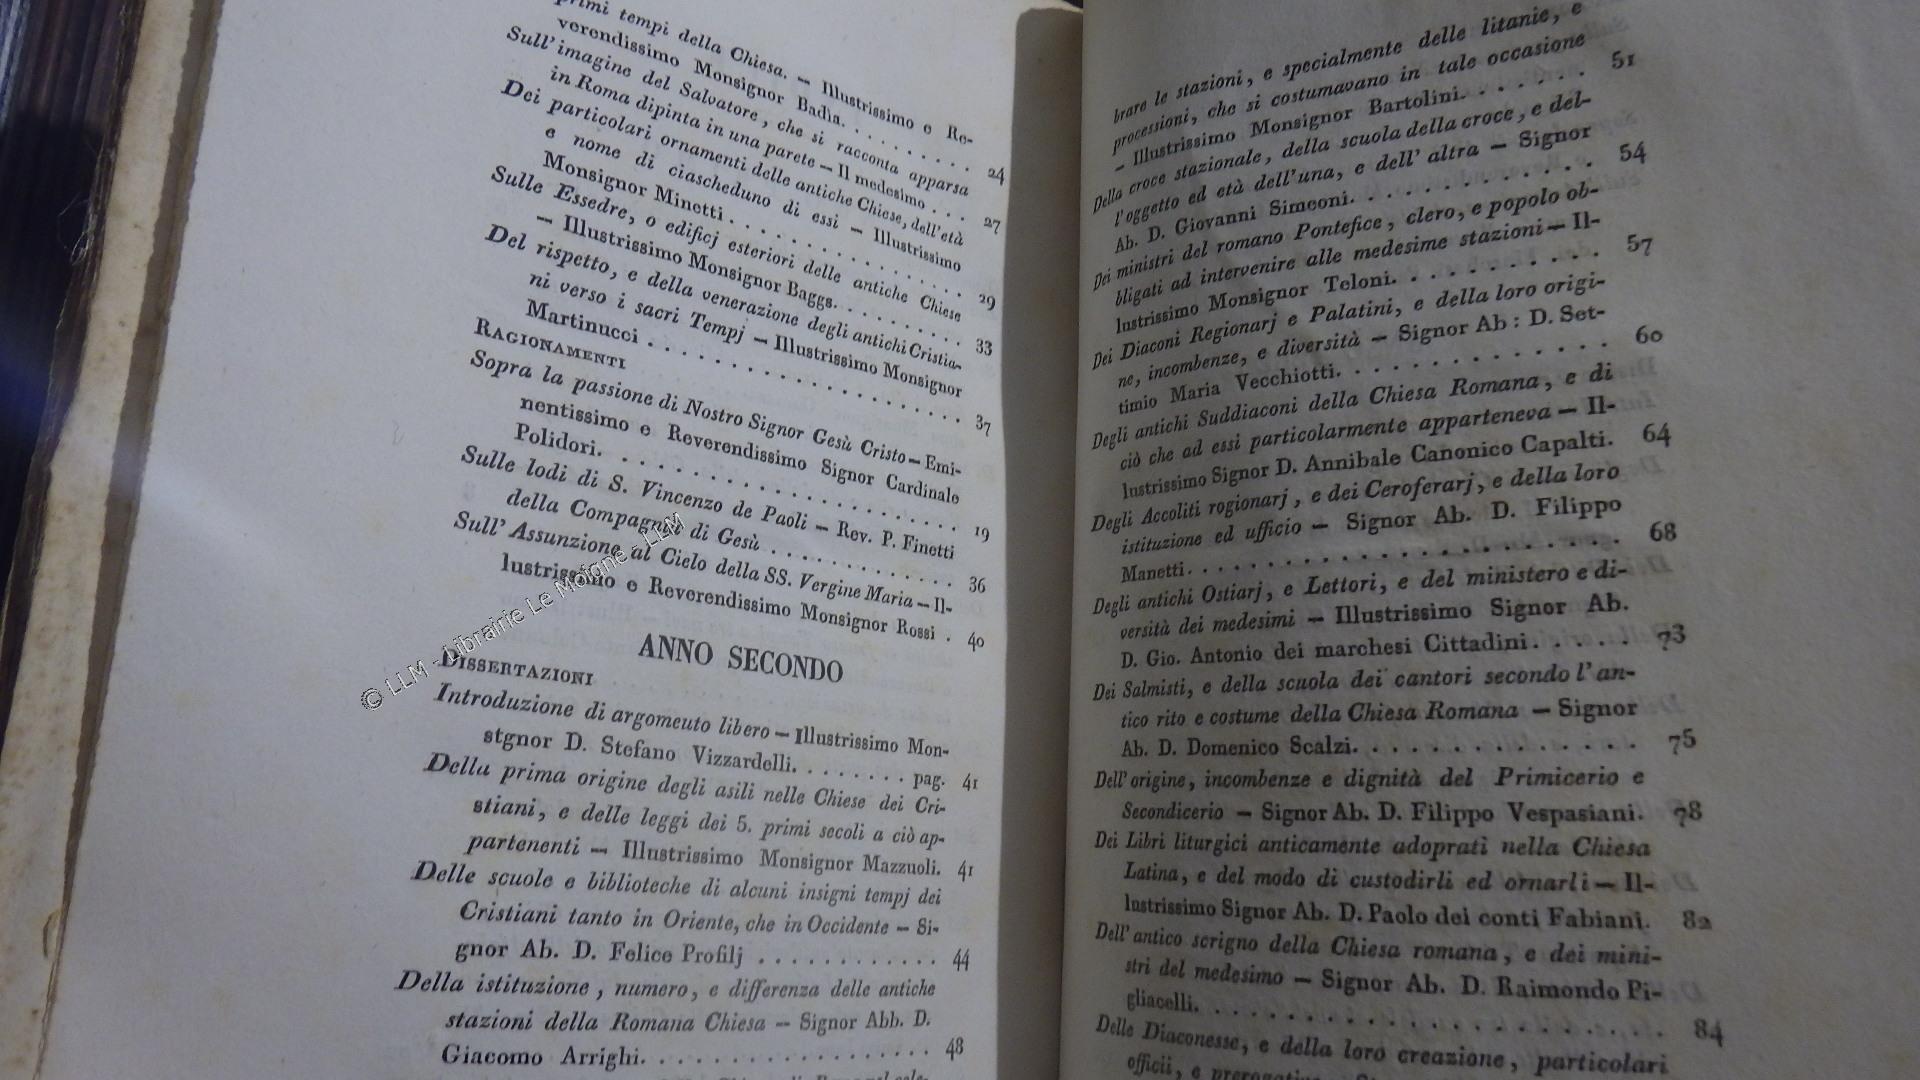 primi tempi della Chiesa. — Illustrissimo e Re-
verendissimo Monsignor Badìa. . . . . . . . . 24
Sull' imagine del Salvatore, che si racconta apparsa
in Roma dipinta in una parete — Il medesimo . . . 27
Dei particolari ornamenti delle antiche Chiese, dell'età
e nome di ciascheduno di essi — Illustrissimo
Monsignor Minetti . . . . . . . . . . . . . . . 29
Sulle Essedre, o edificj esteriori delle antiche Chiese
— Illustrissimo Monsignor Baggs. . . . . . . . . 33
Del rispetto, e della venerazione degli antichi Cristia-
ni verso i sacri Tempj — Illustrissimo Monsignor
Martinucci . . . . . . . . . . . . . . . . . . . 37
RAGIONAMENTI
Sopra la passione di Nostro Signor Gesù Cristo — Emi-
nentissimo e Reverendissimo Signor Cardinale
Polidori. . . . . . . . . . . . . . . . . . . . 19
Sulle lodi di S. Vincenzo de Paoli — Rev. P. Finetti
della Compagnia di Gesù . . . . . . . . . . . . 36
Sull' Assunzione al Cielo della SS. Vergine Maria — Il-
lustrissimo e Reverendissimo Monsignor Rossi . 40
ANNO SECONDO
DISSERTAZIONI
Introduzione di argomeuto libero — Illustrissimo Mon-
stgnor D. Stefano Vizzardelli. . . . . . . . pag. 41
Della prima origine degli asili nelle Chiese dei Cri-
stiani, e delle leggi dei 5. primi secoli a ciò ap-
partenenti — Illustrissimo Monsignor Mazzuoli. 41
Delle scuole e biblioteche di alcuni insigni tempj dei
Cristiani tanto in Oriente, che in Occidente — Si-
gnor Ab. D. Felice Profilj . . . . . . . . . . . . 44
Della istituzione, numero, e differenza delle antiche
stazioni della Romana Chiesa — Signor Abb. D.
Giacomo Arrighi. . . . . . . . . . . . . . . . . 48
brare le stazioni, e specialmente delle litanie, e
processioni, che si costumavano in tale occasione
— Illustrissimo Monsignor Bartolini. . . . . . . 51
Della croce stazionale, della scuola della croce, e del-
l'oggetto ed età dell'una, e dell' altra — Signor
Ab. D. Giovanni Simeoni. . . . . . . . . . . 54
Dei ministri del romano Pontefice, clero, e popolo ob-
bligati ad intervenire alle medesime stazioni — Il-
lustrissimo Monsignor Teloni. . . . . . . . . . 57
Dei Diaconi Regionarj e Palatini, e della loro origi-
ne, incombenze, e diversità — Signor Ab : D. Set-
timio Maria Vecchiotti. . . . . . . . . . . . . 60
Degli antichi Suddiaconi della Chiesa Romana, e di
ciò che ad essi particolarmente apparteneva — Il-
lustrissimo Signor D. Annibale Canonico Capalti. 64
Degli Accoliti rogionarj, e dei Ceroferarj, e della loro
istituzione ed ufficio — Signor Ab. D. Filippo
Manetti. . . . . . . . . . . . . . . . . . . . . 68
Degli antichi Ostiarj, e Lettori, e del ministero e di-
versità dei medesimi — Illustrissimo Signor Ab.
D. Gio. Antonio dei marchesi Cittadini. . . . . . 73
Dei Salmisti, e della scuola dei cantori secondo l'an-
tico rito e costume della Chiesa Romana — Signor
Ab. D. Domenico Scalzi. . . . . . . . . . . . . 75
Dell'origine, incombenze e dignità del Primicerio e
Secondicerio — Signor Ab. D. Filippo Vespasiani. 78
Dei Libri liturgici anticamente adoprati nella Chiesa
Latina, e del modo di custodirli ed ornarli — Il-
lustrissimo Signor Ab. D. Paolo dei conti Fabiani. 82
Dell' antico scrigno della Chiesa romana, e dei mini-
stri del medesimo — Signor Ab. D. Raimondo Pi-
gliacelli. . . . . . . . . . . . . . . . . . . . . 84
Delle Diaconesse, e della loro creazione, particolari
officii, e prerogative
© LLM - Librairie Le Moigne - LLM